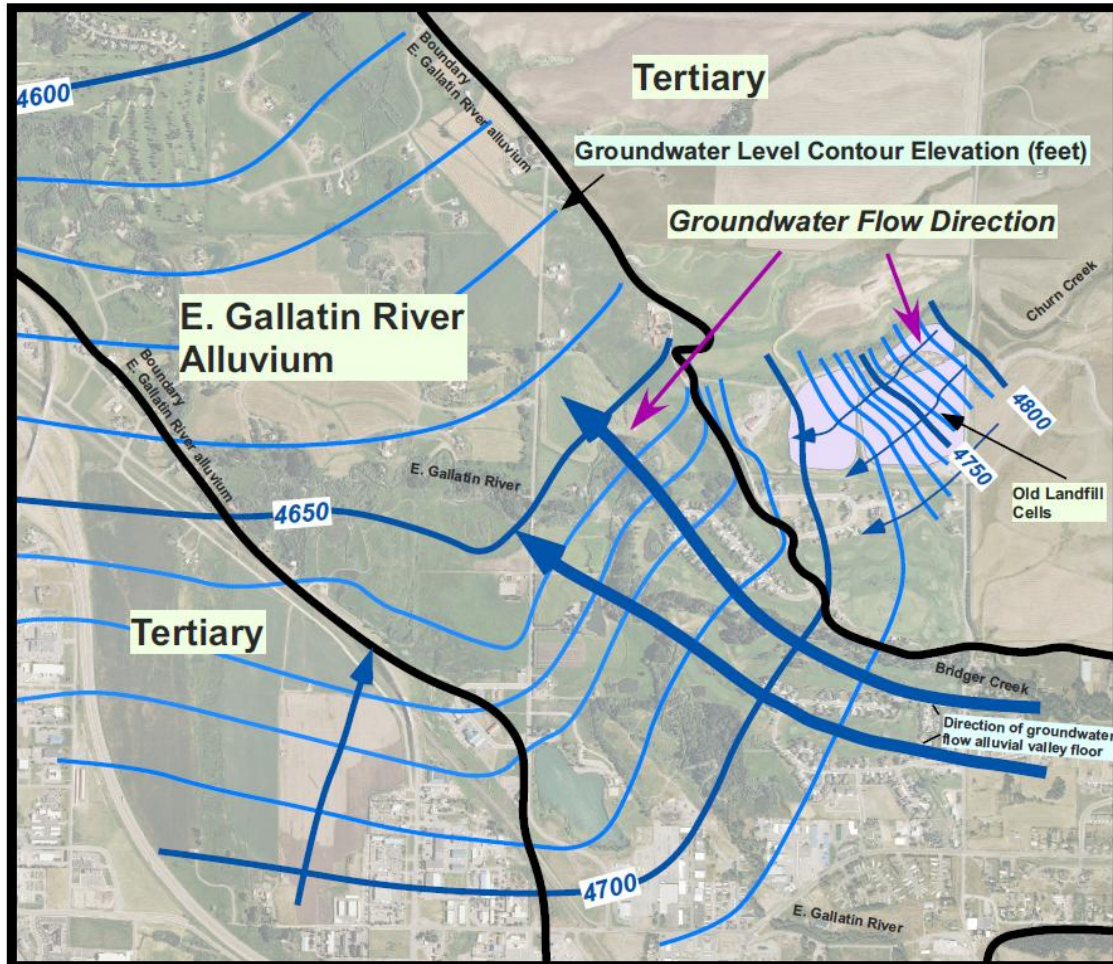 4600
Boundary
E. Gallatin River alluvium
Tertiary
Groundwater Level Contour Elevation (feet)
Groundwater Flow Direction
Churn Creek
E. Gallatin River
Alluvium
Boundary
E. Gallatin River alluvium
4800
4750
E. Gallatin River
Old Landfill
Cells
4650
Tertiary
Bridger Creek
Direction of groundwater
flow alluvial valley floor
4700
E. Gallatin River